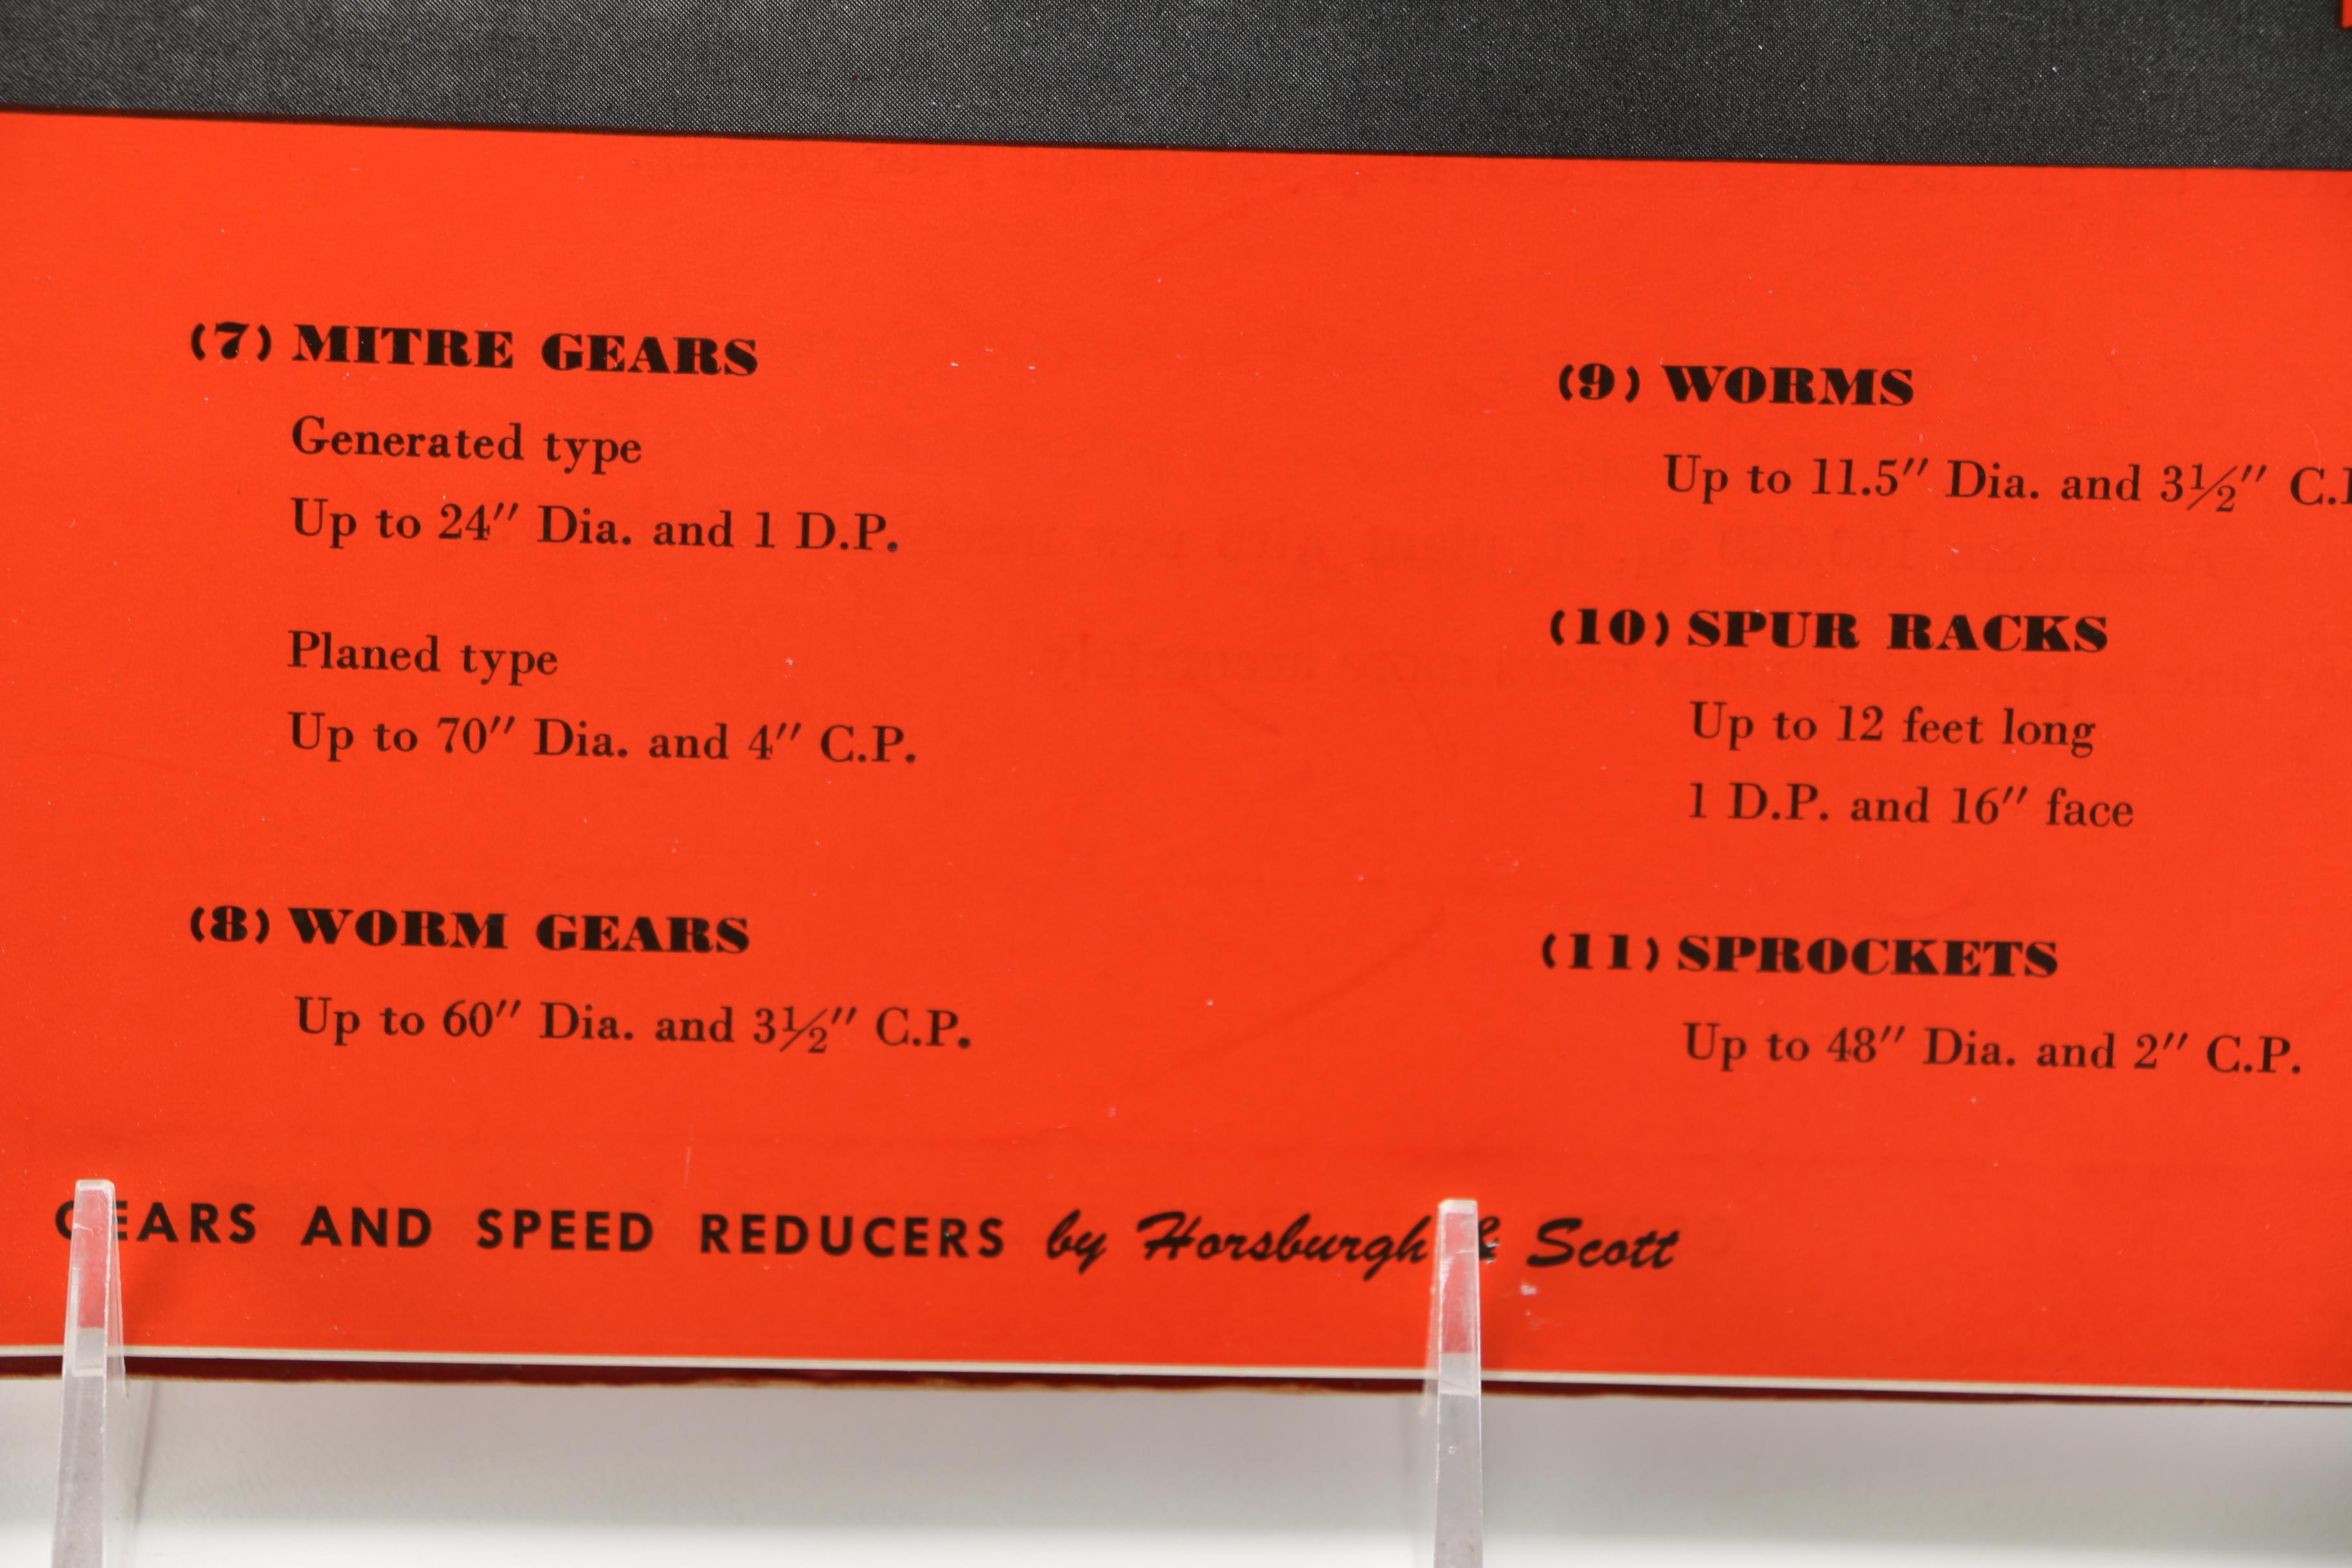 (7) MITRE GEARS
Generated type
Up to 24" Dia. and 1 D.P.
Planed type
Up to 70" Dia. and 4" C.P.
(8) WORM GEARS
Up to 60" Dia. and 3½" C.P.
(9) WORMS
Up to 11.5" Dia. and 3½"
(10) SPUR RACKS
Up to 12 feet long
1 D.P. and 16" face
(11) SPROCKETS
Up to 48" Dia. and 2" C.P.
GEARS AND SPEED REDUCERS by Horsburgh & Scott